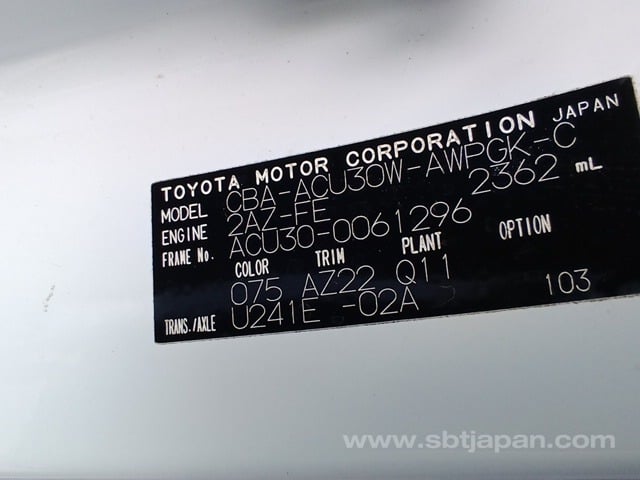 TOYOTA MOTOR CORPORATION JAPAN
MODEL CBA-ACU30W-AWPGK-C
ENGINE 2AZ-FE 2362 mL
FRAME No. ACU30-0061296
COLOR TRIM PLANT OPTION
075 AZ22 Q11
TRANS./AXLE U241E -02A 103
www.sbtjapan.com